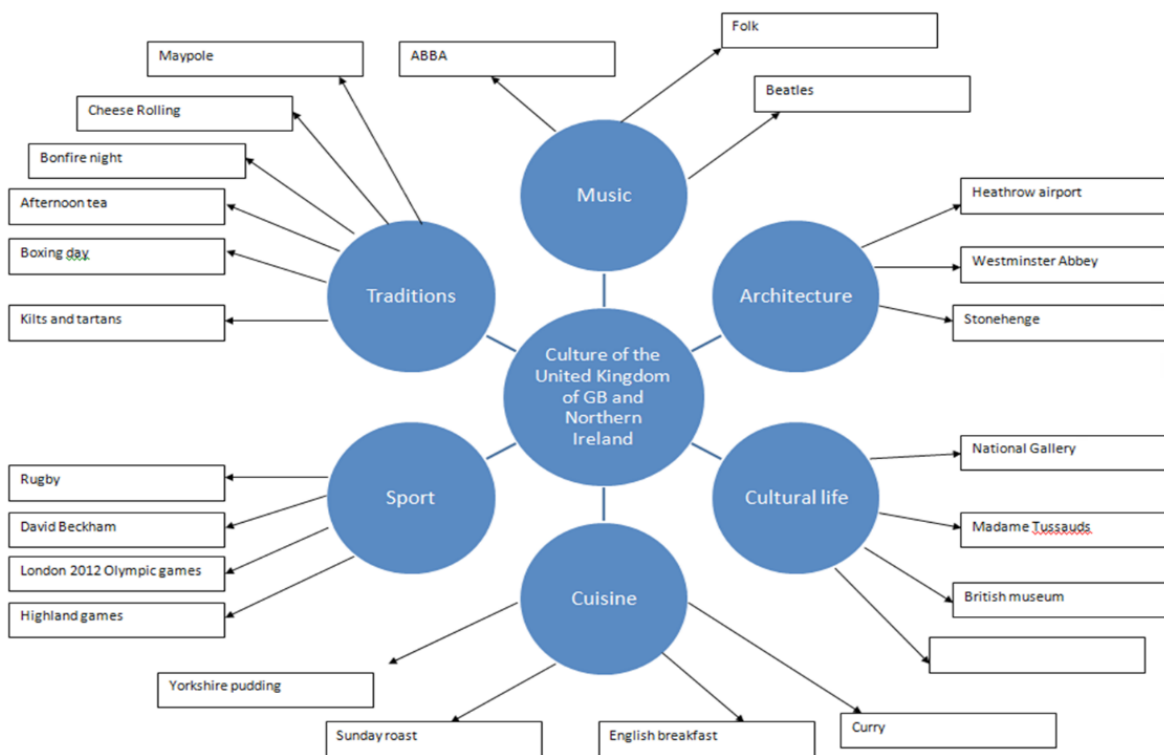 Folk
Maypole
ABBA
Beatles
Cheese Rolling
Bonfire night
Music
Heathrow airport
Afternoon tea
Boxing day
Westminster Abbey
Traditions
Architecture
Kilts and tartans
Stonehenge
Culture of the
United Kingdom
of GB and
Northern
Ireland
National Gallery
Rugby
Sport
Cultural life
David Beckham
Madame Tussauds
London 2012 Olympic games
British museum
Cuisine
Highland games
Yorkshire pudding
Sunday roast
English breakfast
Curry